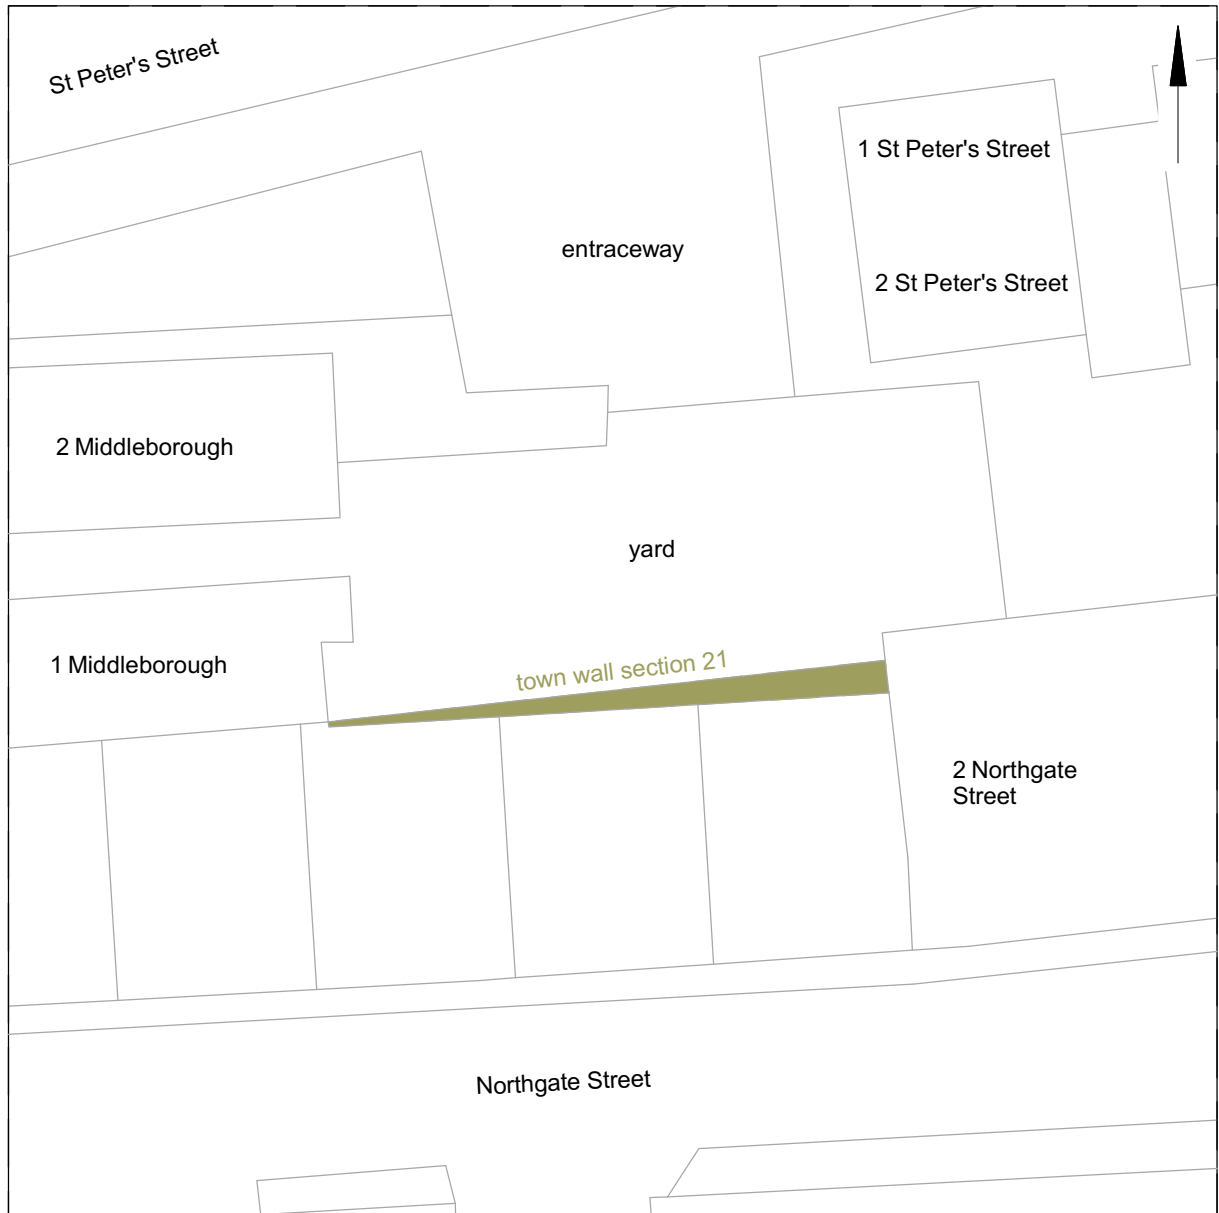 St Peter's Street
1 St Peter's Street
entraceway
2 St Peter's Street
2 Middleborough
yard
1 Middleborough
town wall section 21
2 Northgate
Street
Northgate Street